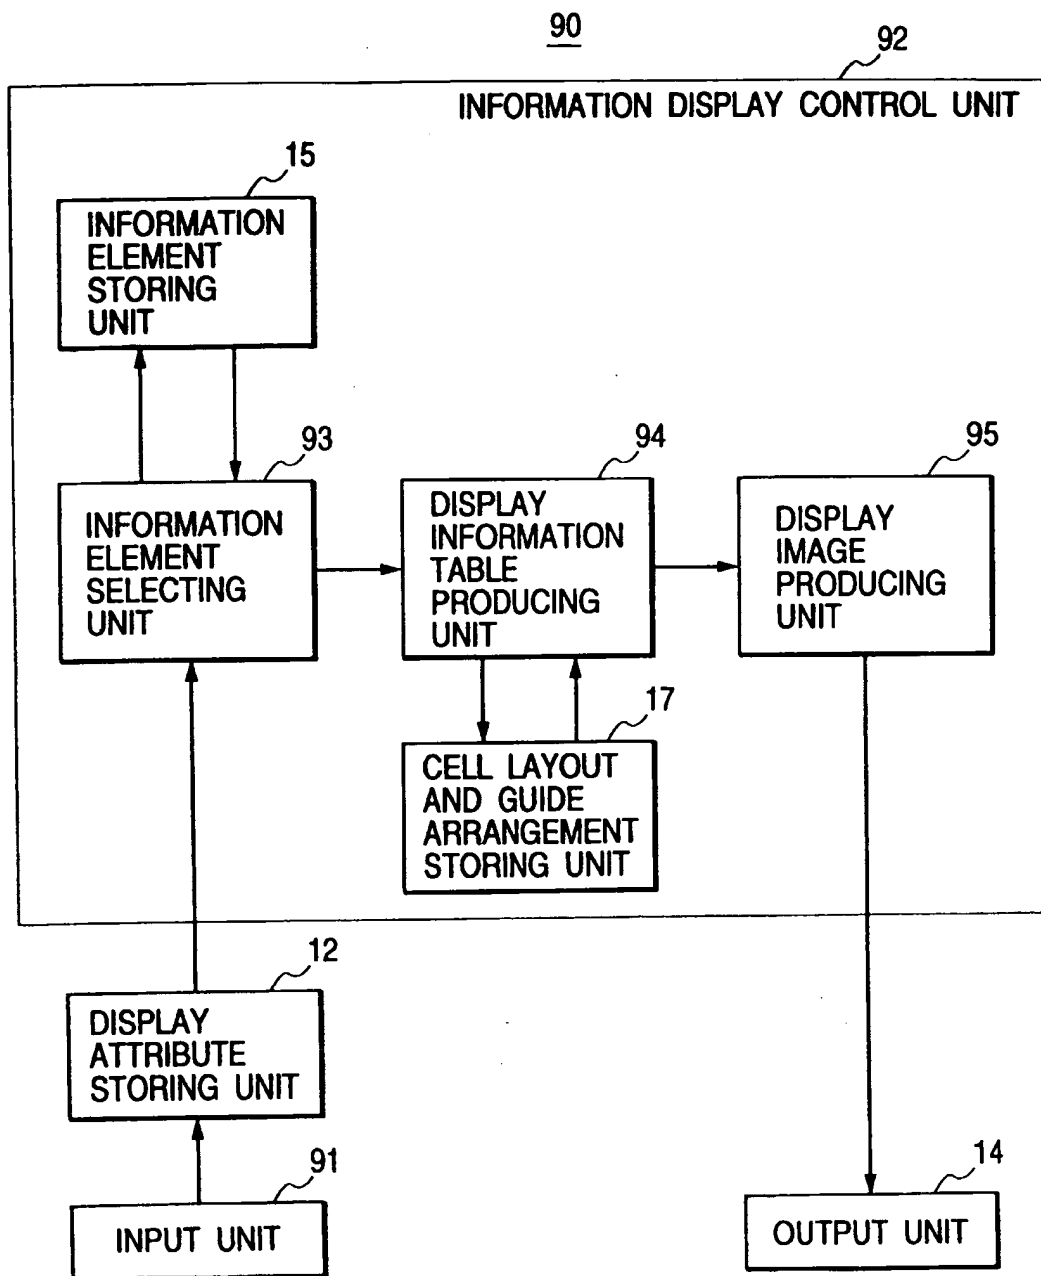 90
92
INFORMATION DISPLAY CONTROL UNIT
15
INFORMATION
ELEMENT
STORING
UNIT
93
INFORMATION
ELEMENT
SELECTING
UNIT
94
DISPLAY
INFORMATION
TABLE
PRODUCING
UNIT
95
DISPLAY
IMAGE
PRODUCING
UNIT
17
CELL LAYOUT
AND GUIDE
ARRANGEMENT
STORING UNIT
12
DISPLAY
ATTRIBUTE
STORING UNIT
91
INPUT UNIT
14
OUTPUT UNIT